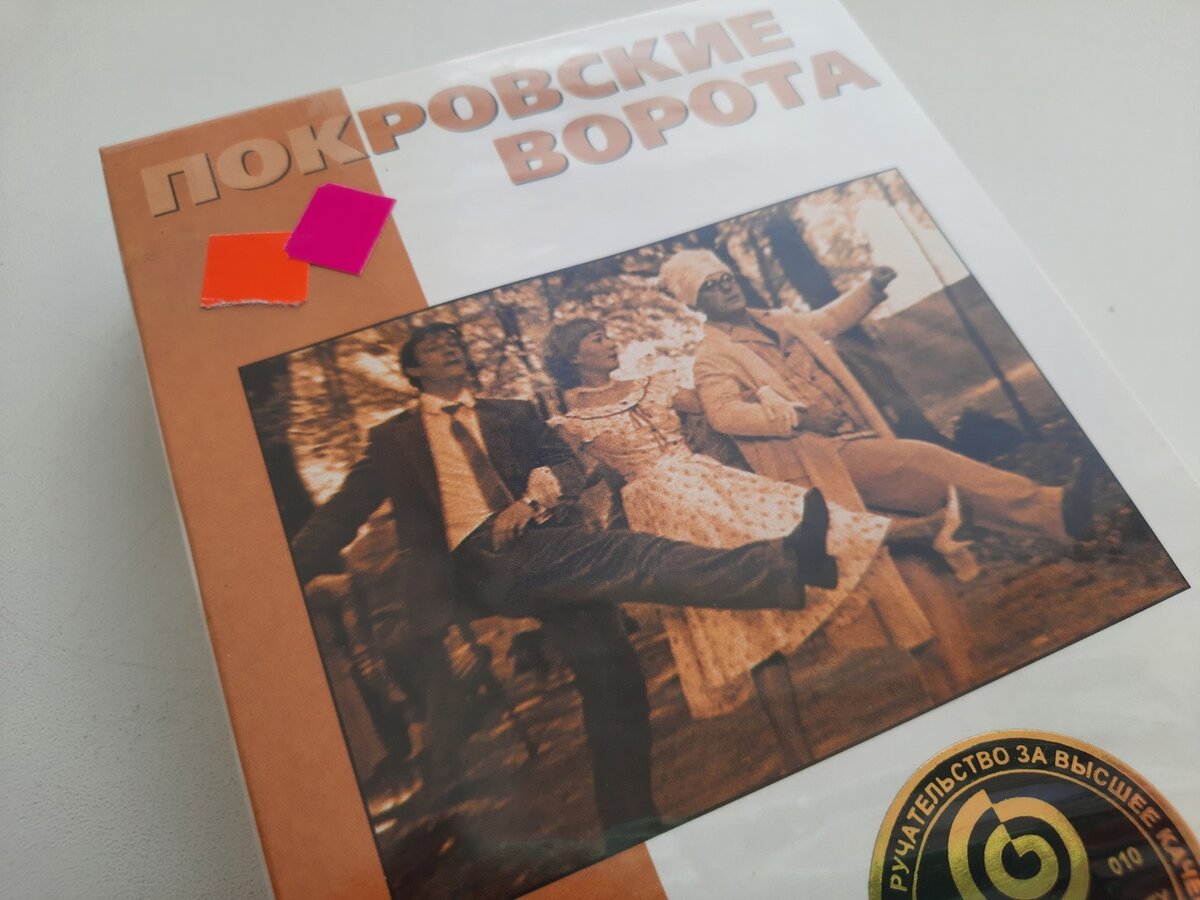 ПОКРОВСКИЕ
ВОРОТА
РУЧАТЕЛЬСТВО ЗА ВЫСШЕЕ
010